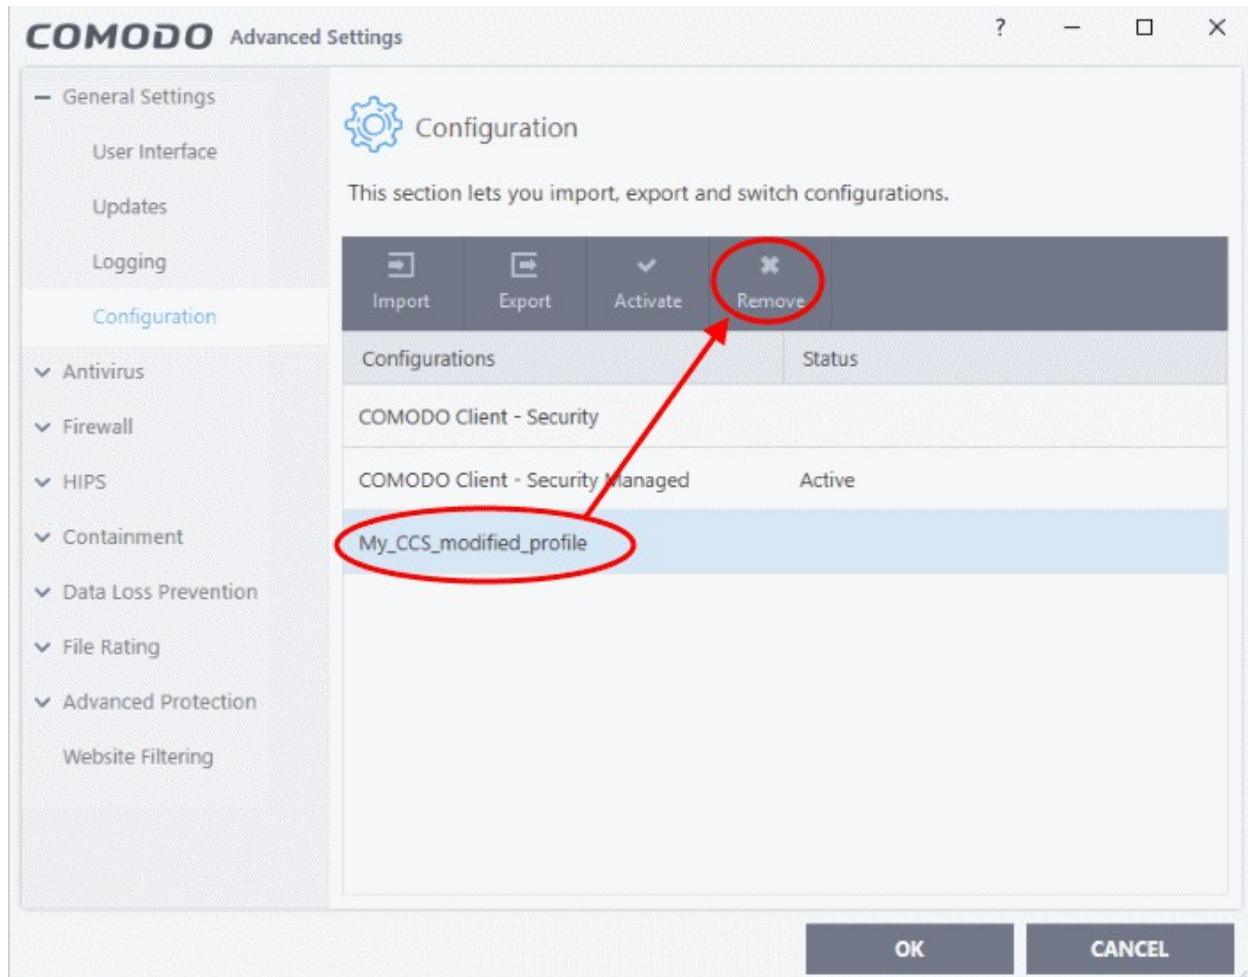 COMODO Advanced Settings ?
General Settings
User Interface
Updates
Logging
Configuration
Antivirus
Firewall
HIPS
Containment
Data Loss Prevention
File Rating
Advanced Protection
Website Filtering
Configuration
This section lets you import, export and switch configurations.
Import Export Activate Remove
Configurations Status
COMODO Client - Security
COMODO Client - Security Managed Active
My_CCS_modified_profile
OK CANCEL